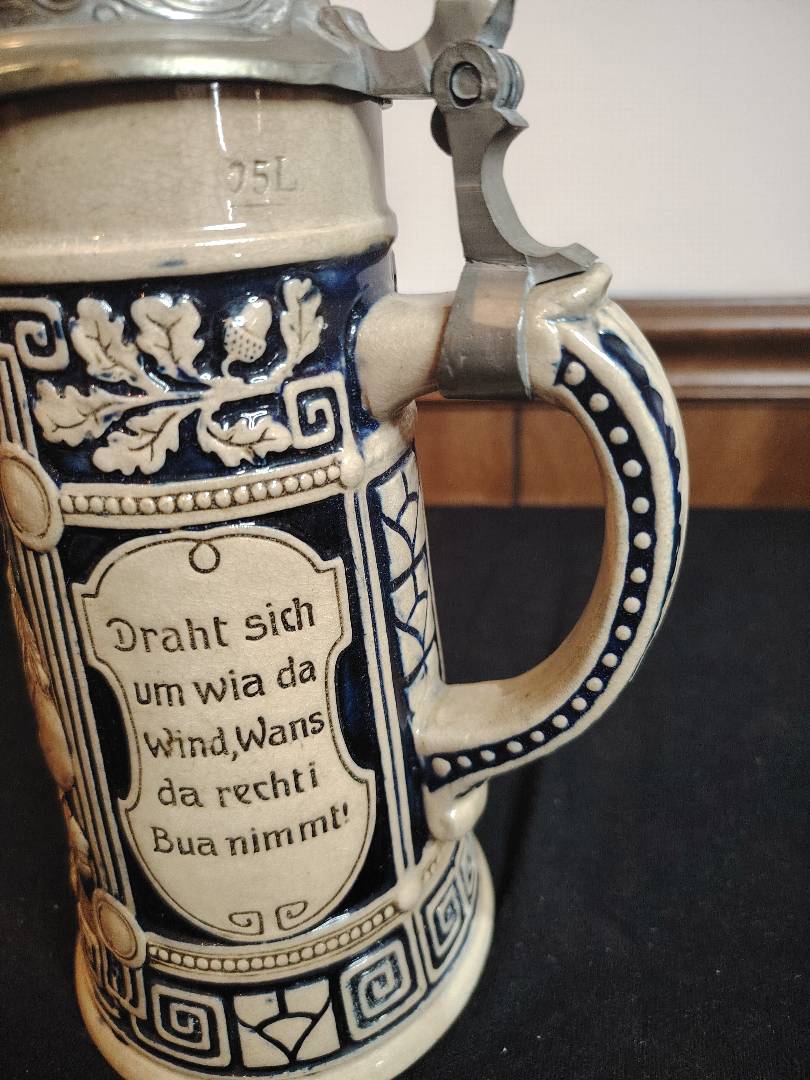 05L
Draht sich
um wia da
Wind, Wans
da rechti
Bua nimmt!